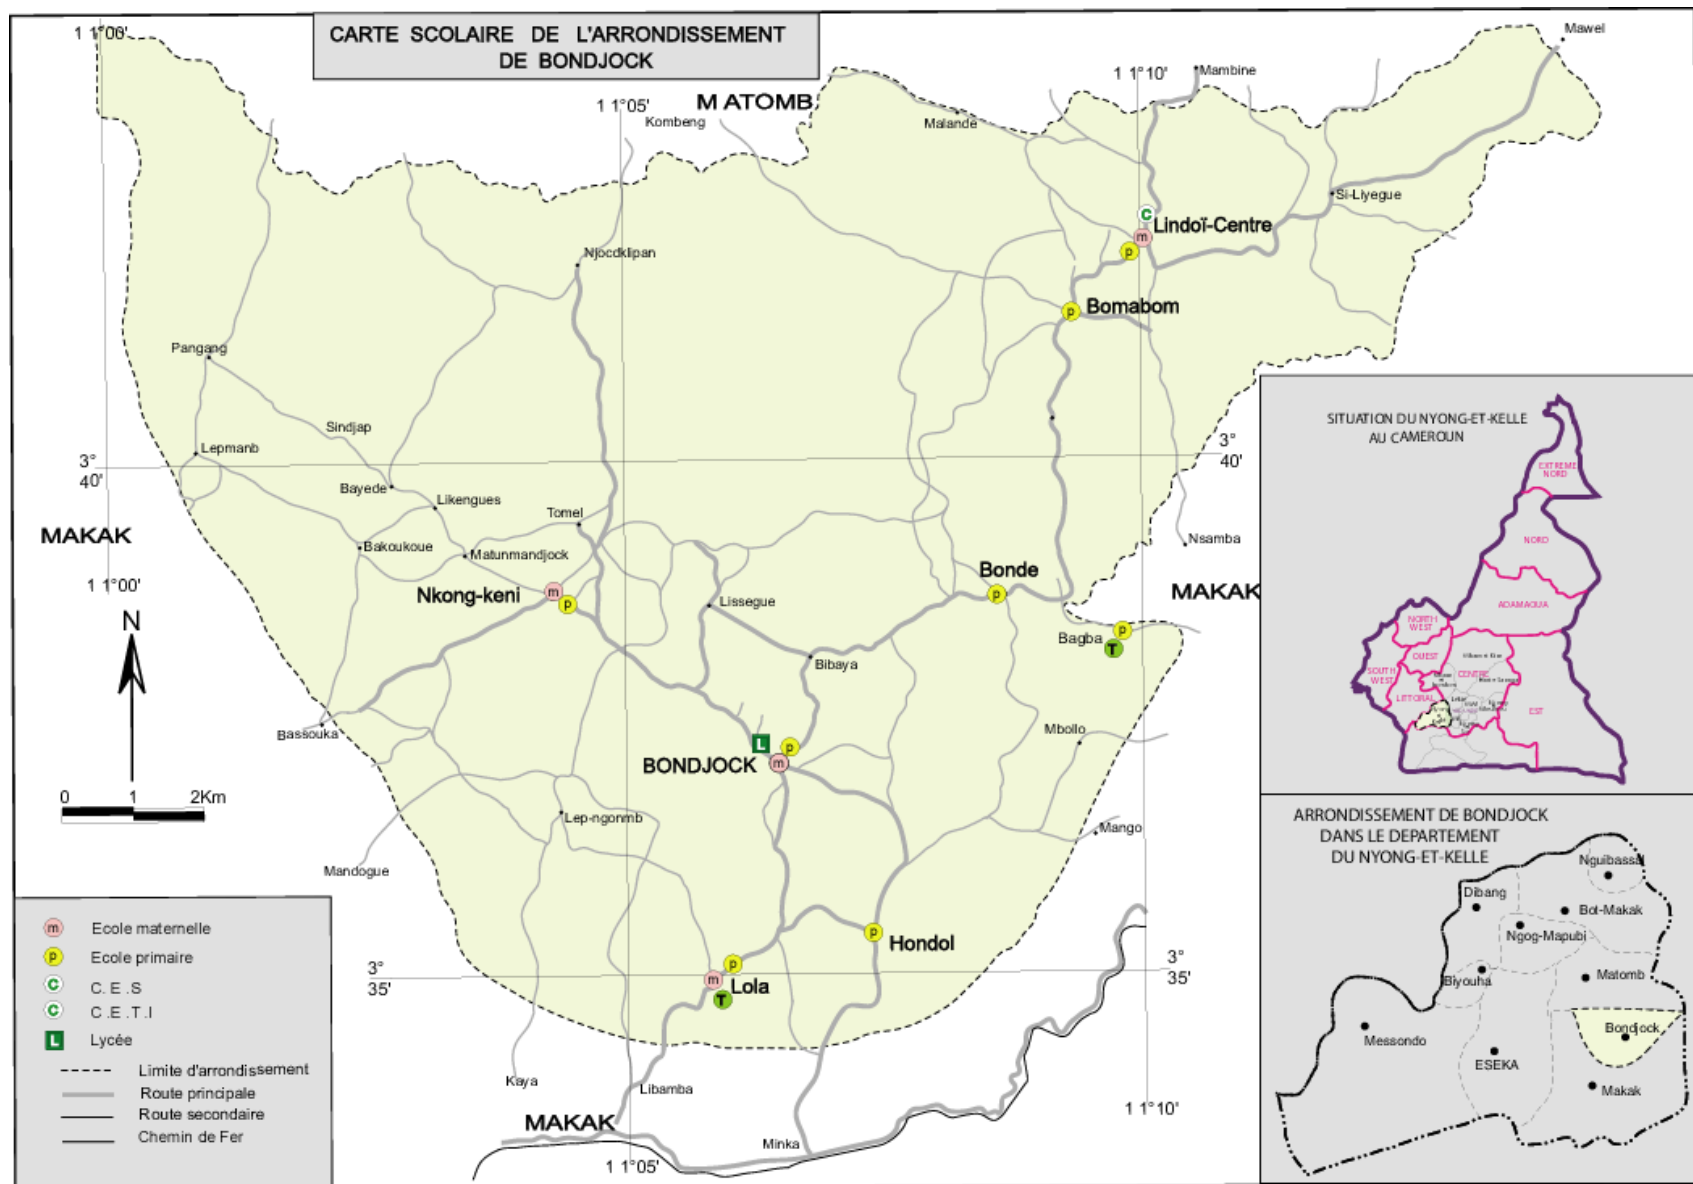 CARTE SCOLAIRE DE L'ARRONDISSEMENT
DE BONDJOCK
1 1°00'
1 1°05'
1 1°10'
Mawel
Mambine
M ATOMB
Kombeng
Malande
Si-Liyegue
C
Lindoï-Centre
m
p
Njocdklipan
Bomabom
p
Pangang
Sindjap
Lepmanb
3°
40'
3°
40'
Bayede
Likengues
Tomel
MAKAK
Bakoukoue
Matunmandjock
Nsamba
1 1°00'
Nkong-keni
m
p
Bonde
p
MAKAK
Lissegue
N
Bagba
p
T
Bibaya
Bassouka
Mbollo
L
p
BONDJOCK
m
0 1 2Km
Lep-ngonmb
Mango
Mandogue
Hondol
p
3°
35'
3°
35'
p
m
Lola
T
Kaya
Libamba
MAKAK
Minka
1 1°05'
1 1°10'
m Ecole maternelle
p Ecole primaire
C C.E.S
C C.E.T.I
L Lycée
Limite d'arrondissement
Route principale
Route secondaire
Chemin de Fer
SITUATION DU NYONG-ET-KELLE
AU CAMEROUN
EXTREME
NORD
NORD
ADAMAOUA
NORTH
WEST
OUEST
SOUTH
WEST
CENTRE
LITTORAL
EST
ARRONDISSEMENT DE BONDJOCK
DANS LE DEPARTEMENT
DU NYONG-ET-KELLE
Nguibassal
Dibang
Bot-Makak
Ngog-Mapubi
Biyouha
Matomb
Messondo
Bondjock
ESEKA
Makak